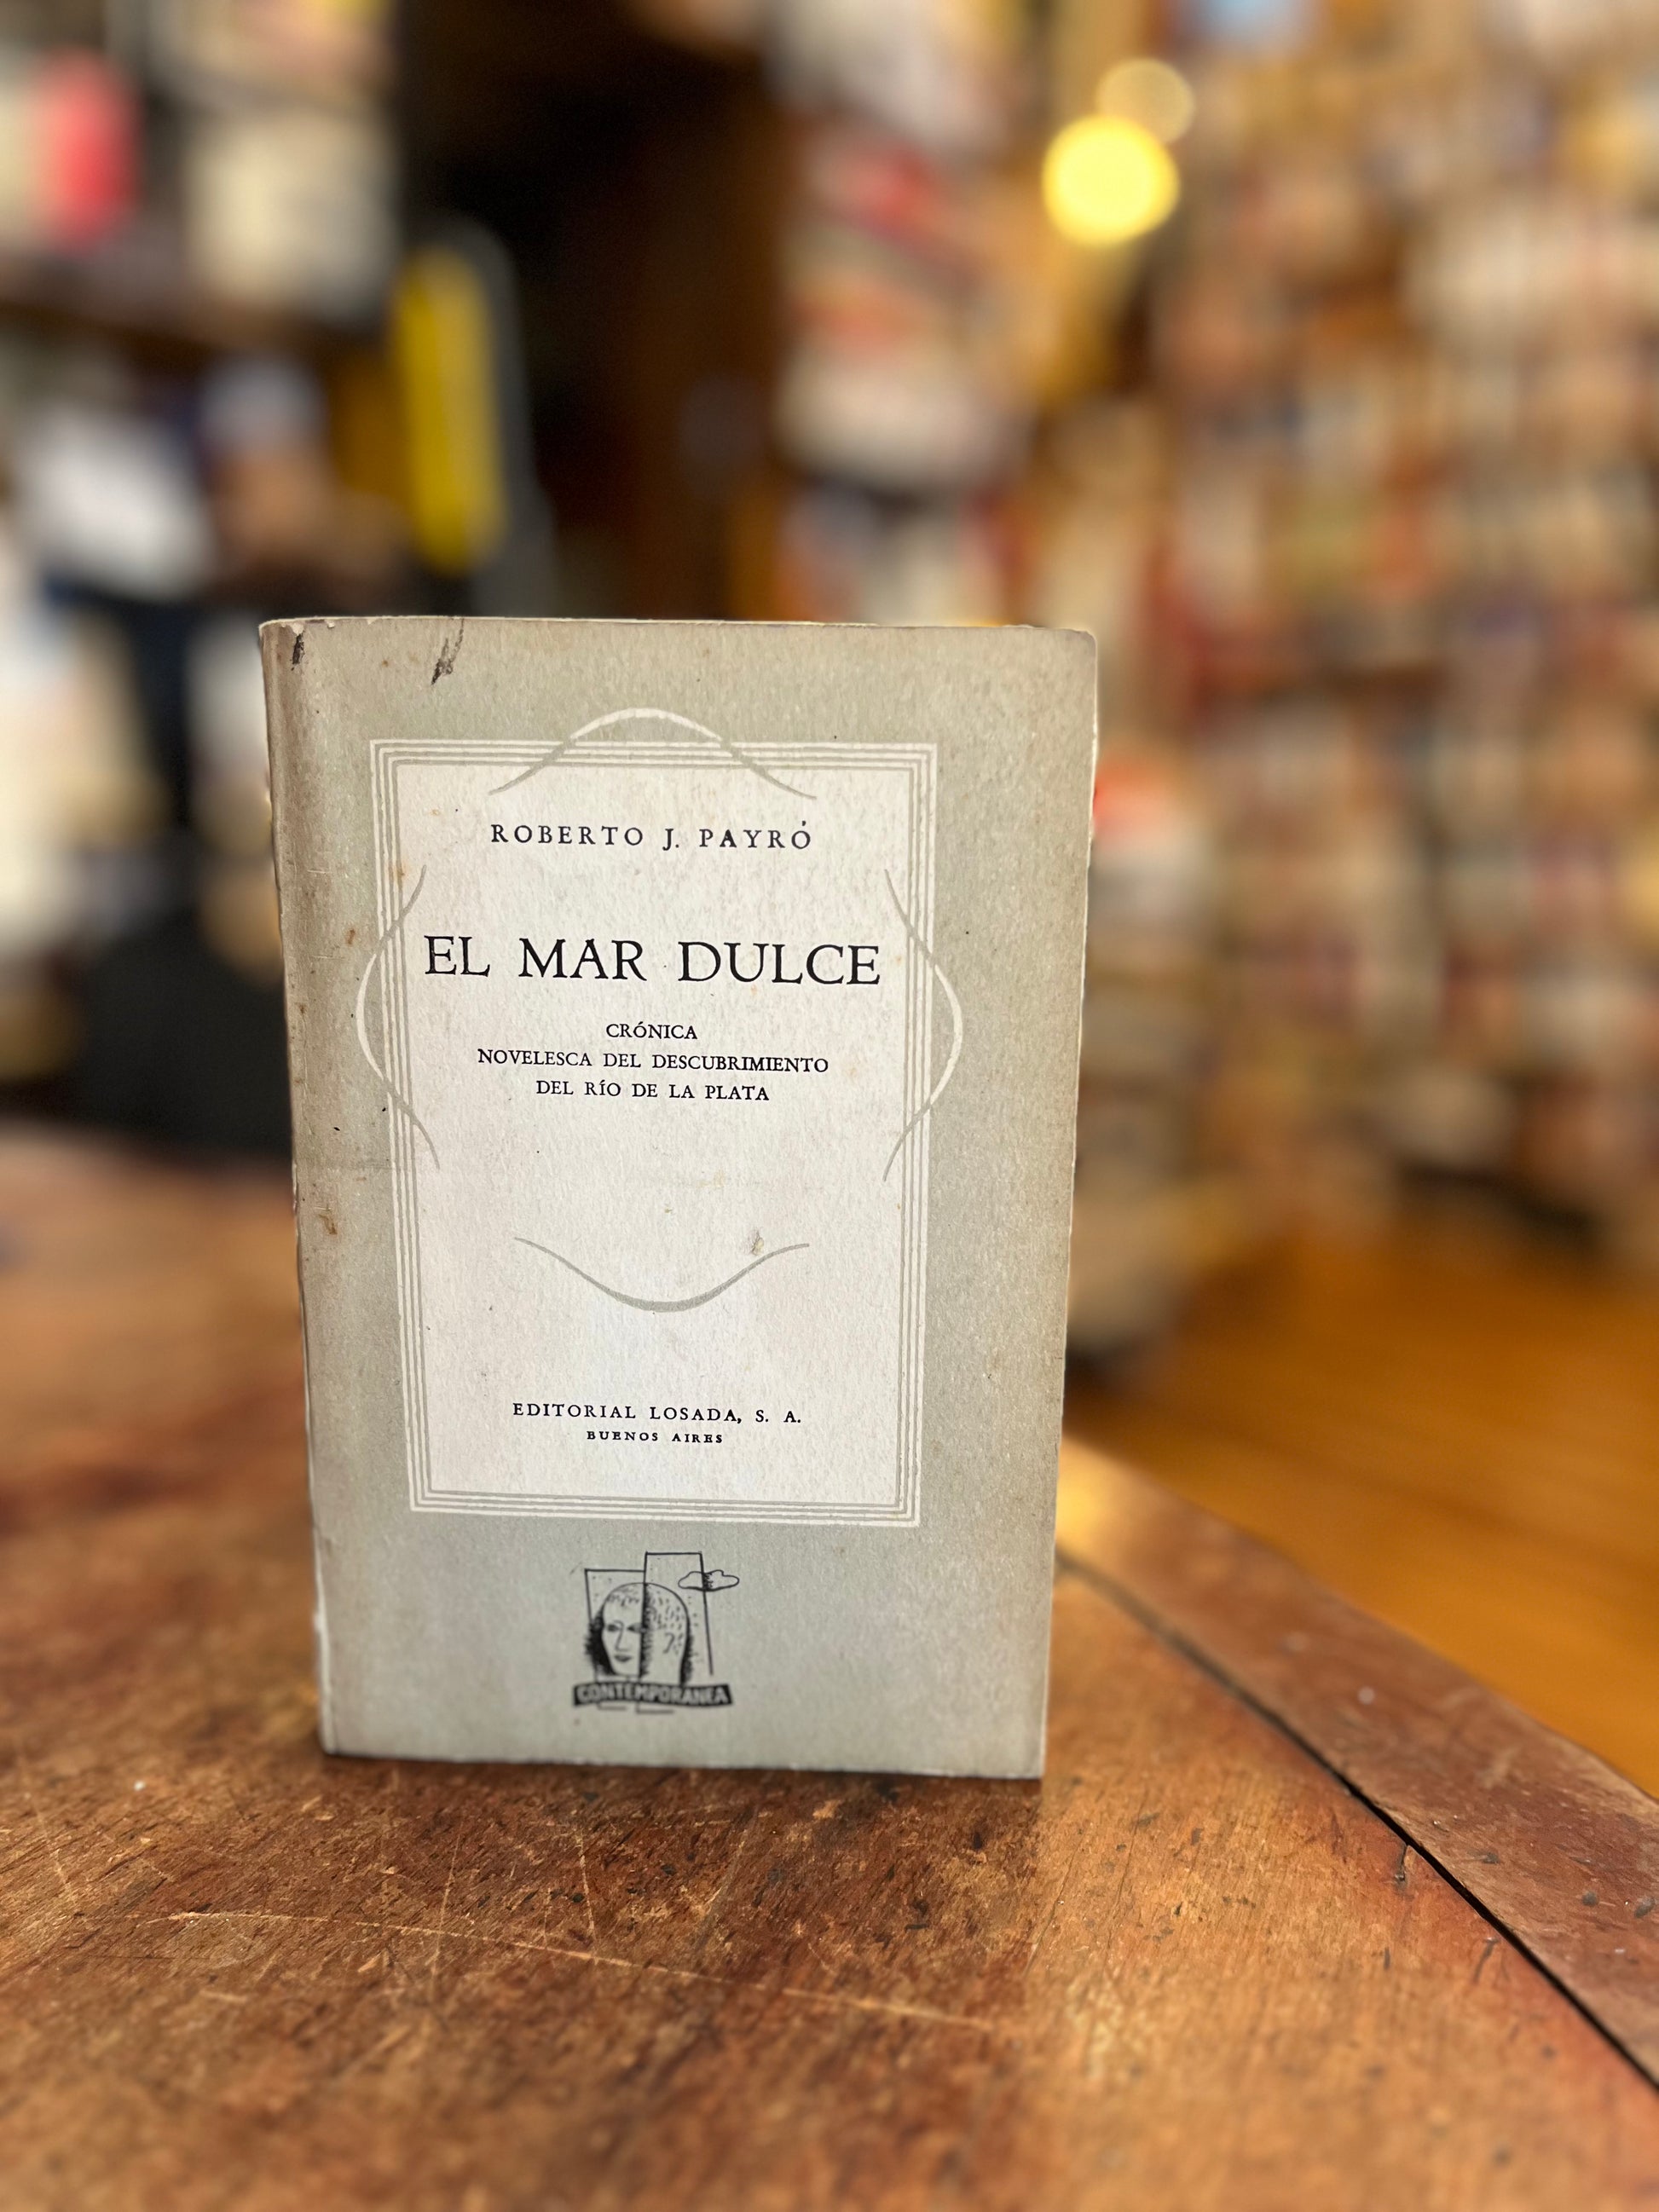 ROBERTO J. PAYRÓ
EL MAR DULCE
CRÓNICA
NOVELESCA DEL DESCUBRIMIENTO
DEL RÍO DE LA PLATA
EDITORIAL LOSADA, S. A.
BUENOS AIRES
CONTEMPORANEA